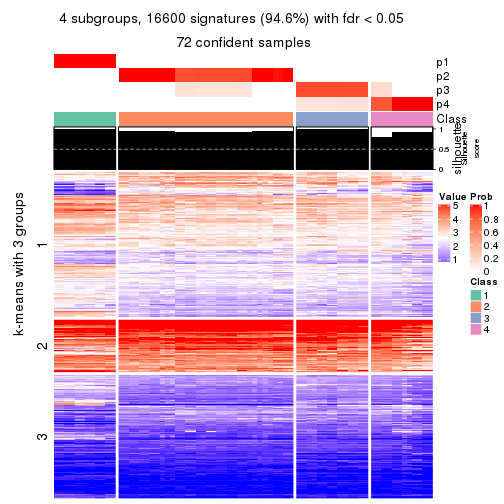 4 subgroups, 16600 signatures (94.6%) with fdr < 0.05
72 confident samples
p1
p2
p3
p4
Class
1
0.5
0
silhouette
Silhouette
score
k-means with 3 groups
1
2
3
Value
5
4
3
2
1
Prob
1
0.8
0.6
0.4
0.2
0
Class
1
2
3
4